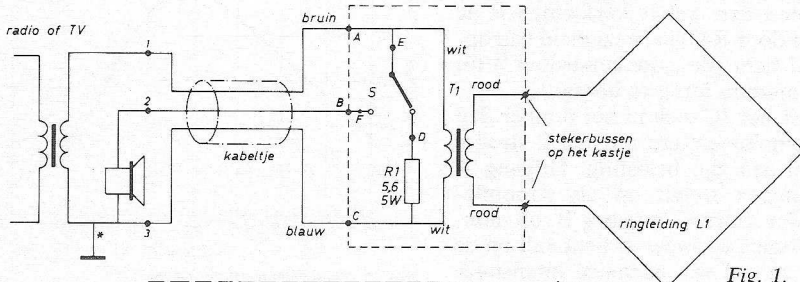 radio of TV
1
2
3
*
kabeltje
bruin
blauw
A
B
C
E
F
S
D
R1
5,6
5W
wit
wit
T1
rood
rood
stekerbussen
op het kastje
ringleiding L1
Fig. 1.